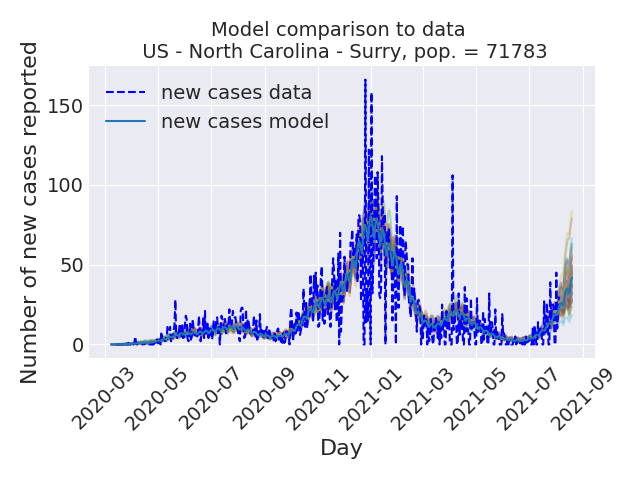 Model comparison to data
US - North Carolina - Surry, pop. = 71783
Number of new cases reported
150
100
50
0
new cases data
new cases model
2020-03
2020-05
2020-07
2020-09
2020-11
2021-01
2021-03
2021-05
2021-07
2021-09
Day